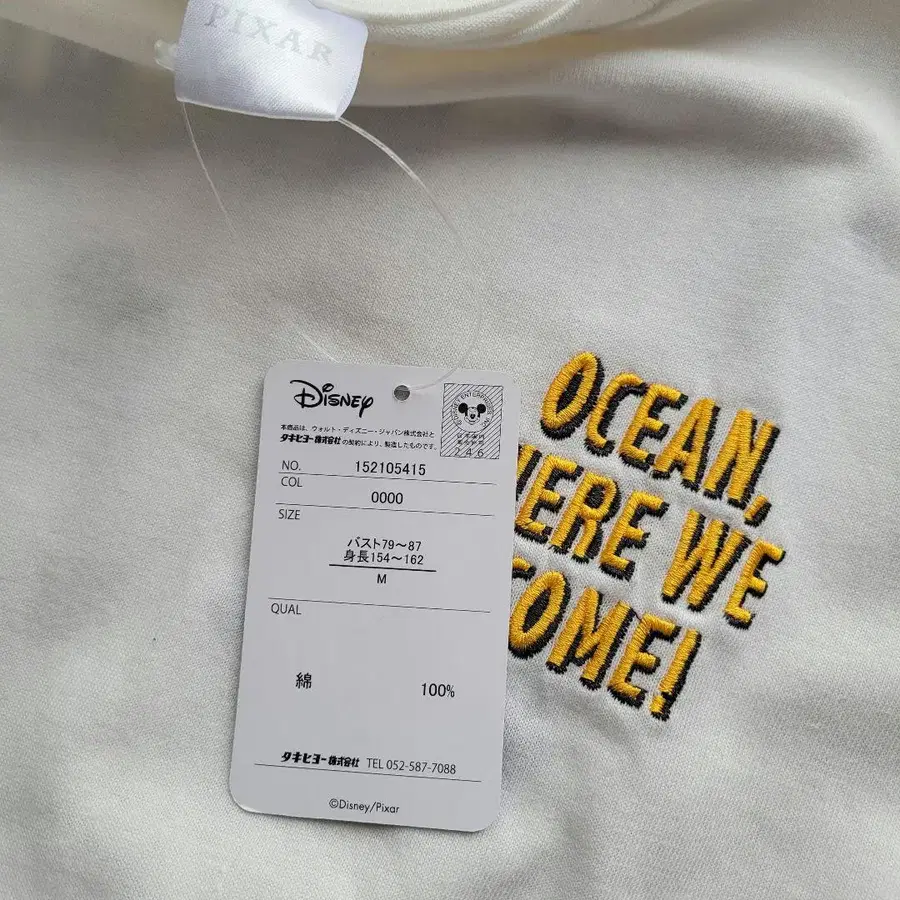 PIXAR
Disney
本商品は、ウォルト・ディズニー・ジャパン株式会社と
タキヒヨー株式会社の契約により、製造したものです。
246
NO. 152105415
COL 0000
SIZE
バスト79～87
身長154～162
M
QUAL
綿 100%
タキヒヨー株式会社 TEL 052-587-7088
©Disney/Pixar
OCEAN,
HERE WE
COME!